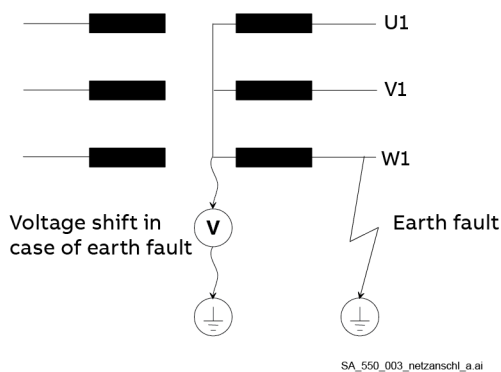 U1
V1
W1
Voltage shift in
case of earth fault
V
Earth fault
SA_550_003_netzanschl_a.ai